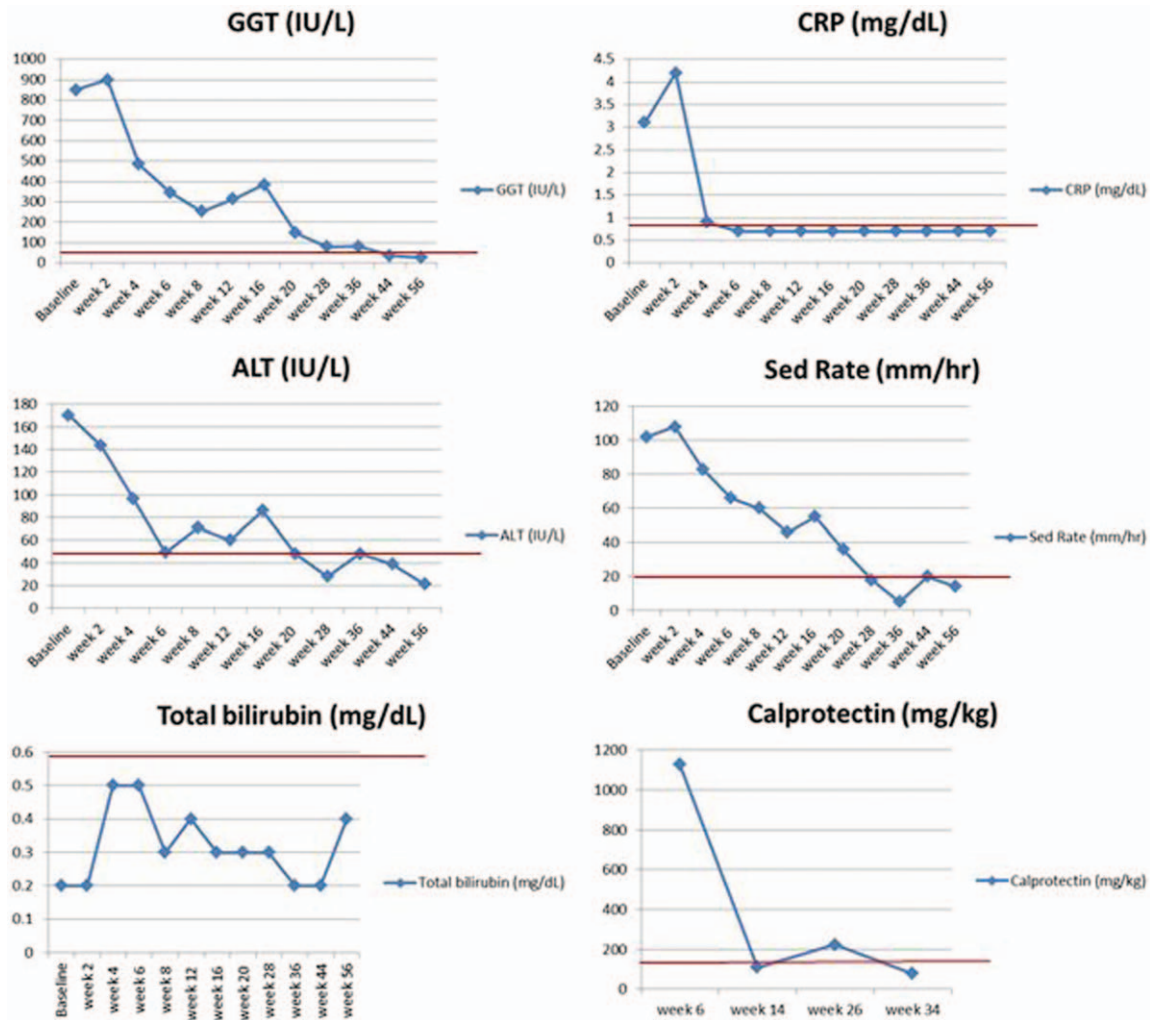 GGT (IU/L)
1000
900
800
700
600
500
400
300
200
100
0
GGT (IU/L)
Baseline
week 2
week 4
week 6
week 8
week 12
week 16
week 20
week 28
week 36
week 44
week 56
CRP (mg/dL)
4.5
4
3.5
3
2.5
2
1.5
1
0.5
0
CRP (mg/dL)
Baseline
week 2
week 4
week 6
week 8
week 12
week 16
week 20
week 28
week 36
week 44
week 56
ALT (IU/L)
180
160
140
120
100
80
60
40
20
0
ALT (IU/L)
Baseline
week 2
week 4
week 6
week 8
week 12
week 16
week 20
week 28
week 36
week 44
week 56
Sed Rate (mm/hr)
120
100
80
60
40
20
0
Sed Rate (mm/hr)
Baseline
week 2
week 4
week 6
week 8
week 12
week 16
week 20
week 28
week 36
week 44
week 56
Total bilirubin (mg/dL)
0.6
0.5
0.4
0.3
0.2
0.1
0
Total bilirubin (mg/dL)
Baseline
week 2
week 4
week 6
week 8
week 12
week 16
week 20
week 28
week 36
week 44
week 56
Calprotectin (mg/kg)
1200
1000
800
600
400
200
0
Calprotectin (mg/kg)
week 6
week 14
week 26
week 34